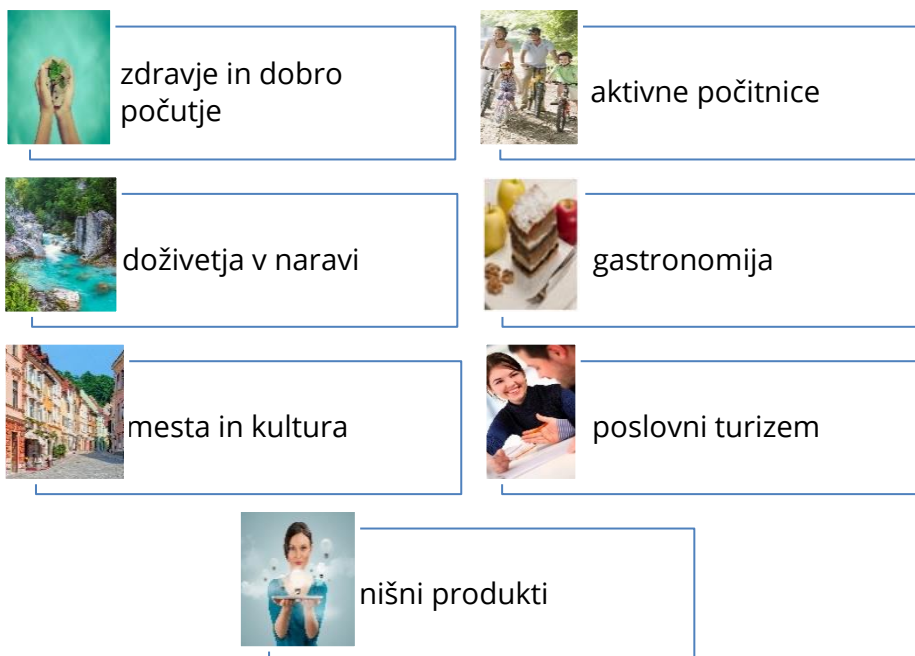 zdravje in dobro
počutje
aktivne počitnice
doživetja v naravi
gastronomija
mesta in kultura
poslovni turizem
nišni produkti